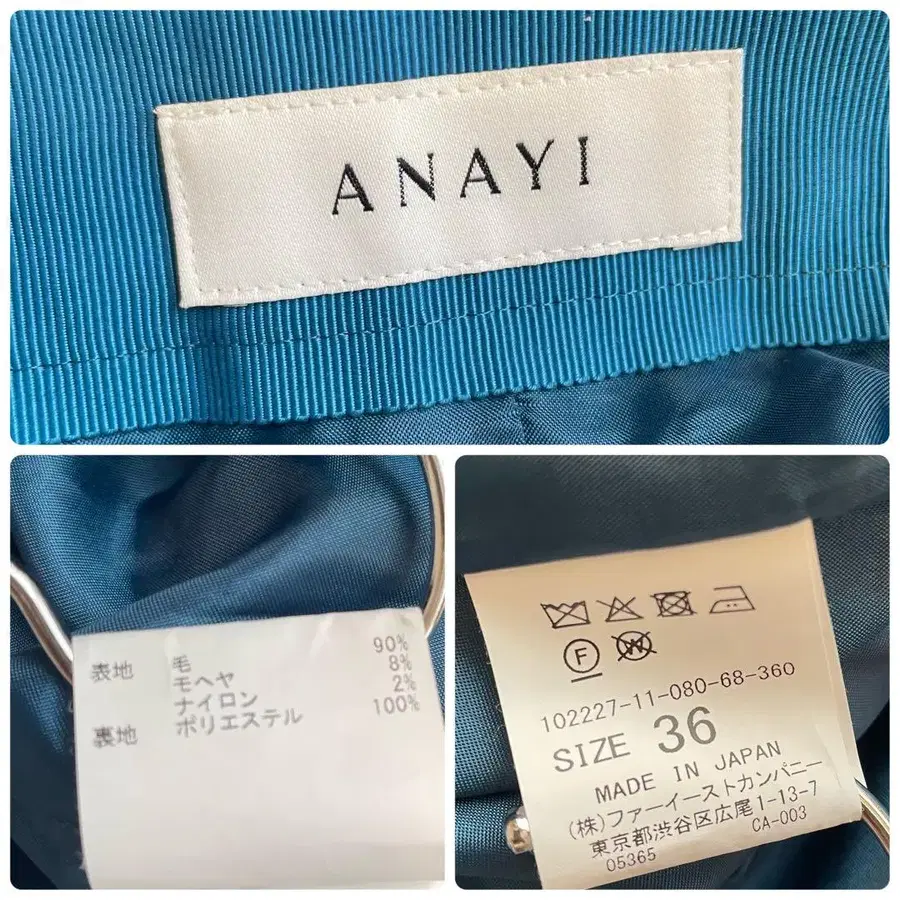 ANAYI
表地 毛 90%
モヘヤ 8%
ナイロン 2%
裏地 ポリエステル 100%
F W
102227-11-080-68-360
SIZE 36
MADE IN JAPAN
(株)ファーイーストカンパニー
東京都渋谷区広尾1-13-7
05365 CA-003